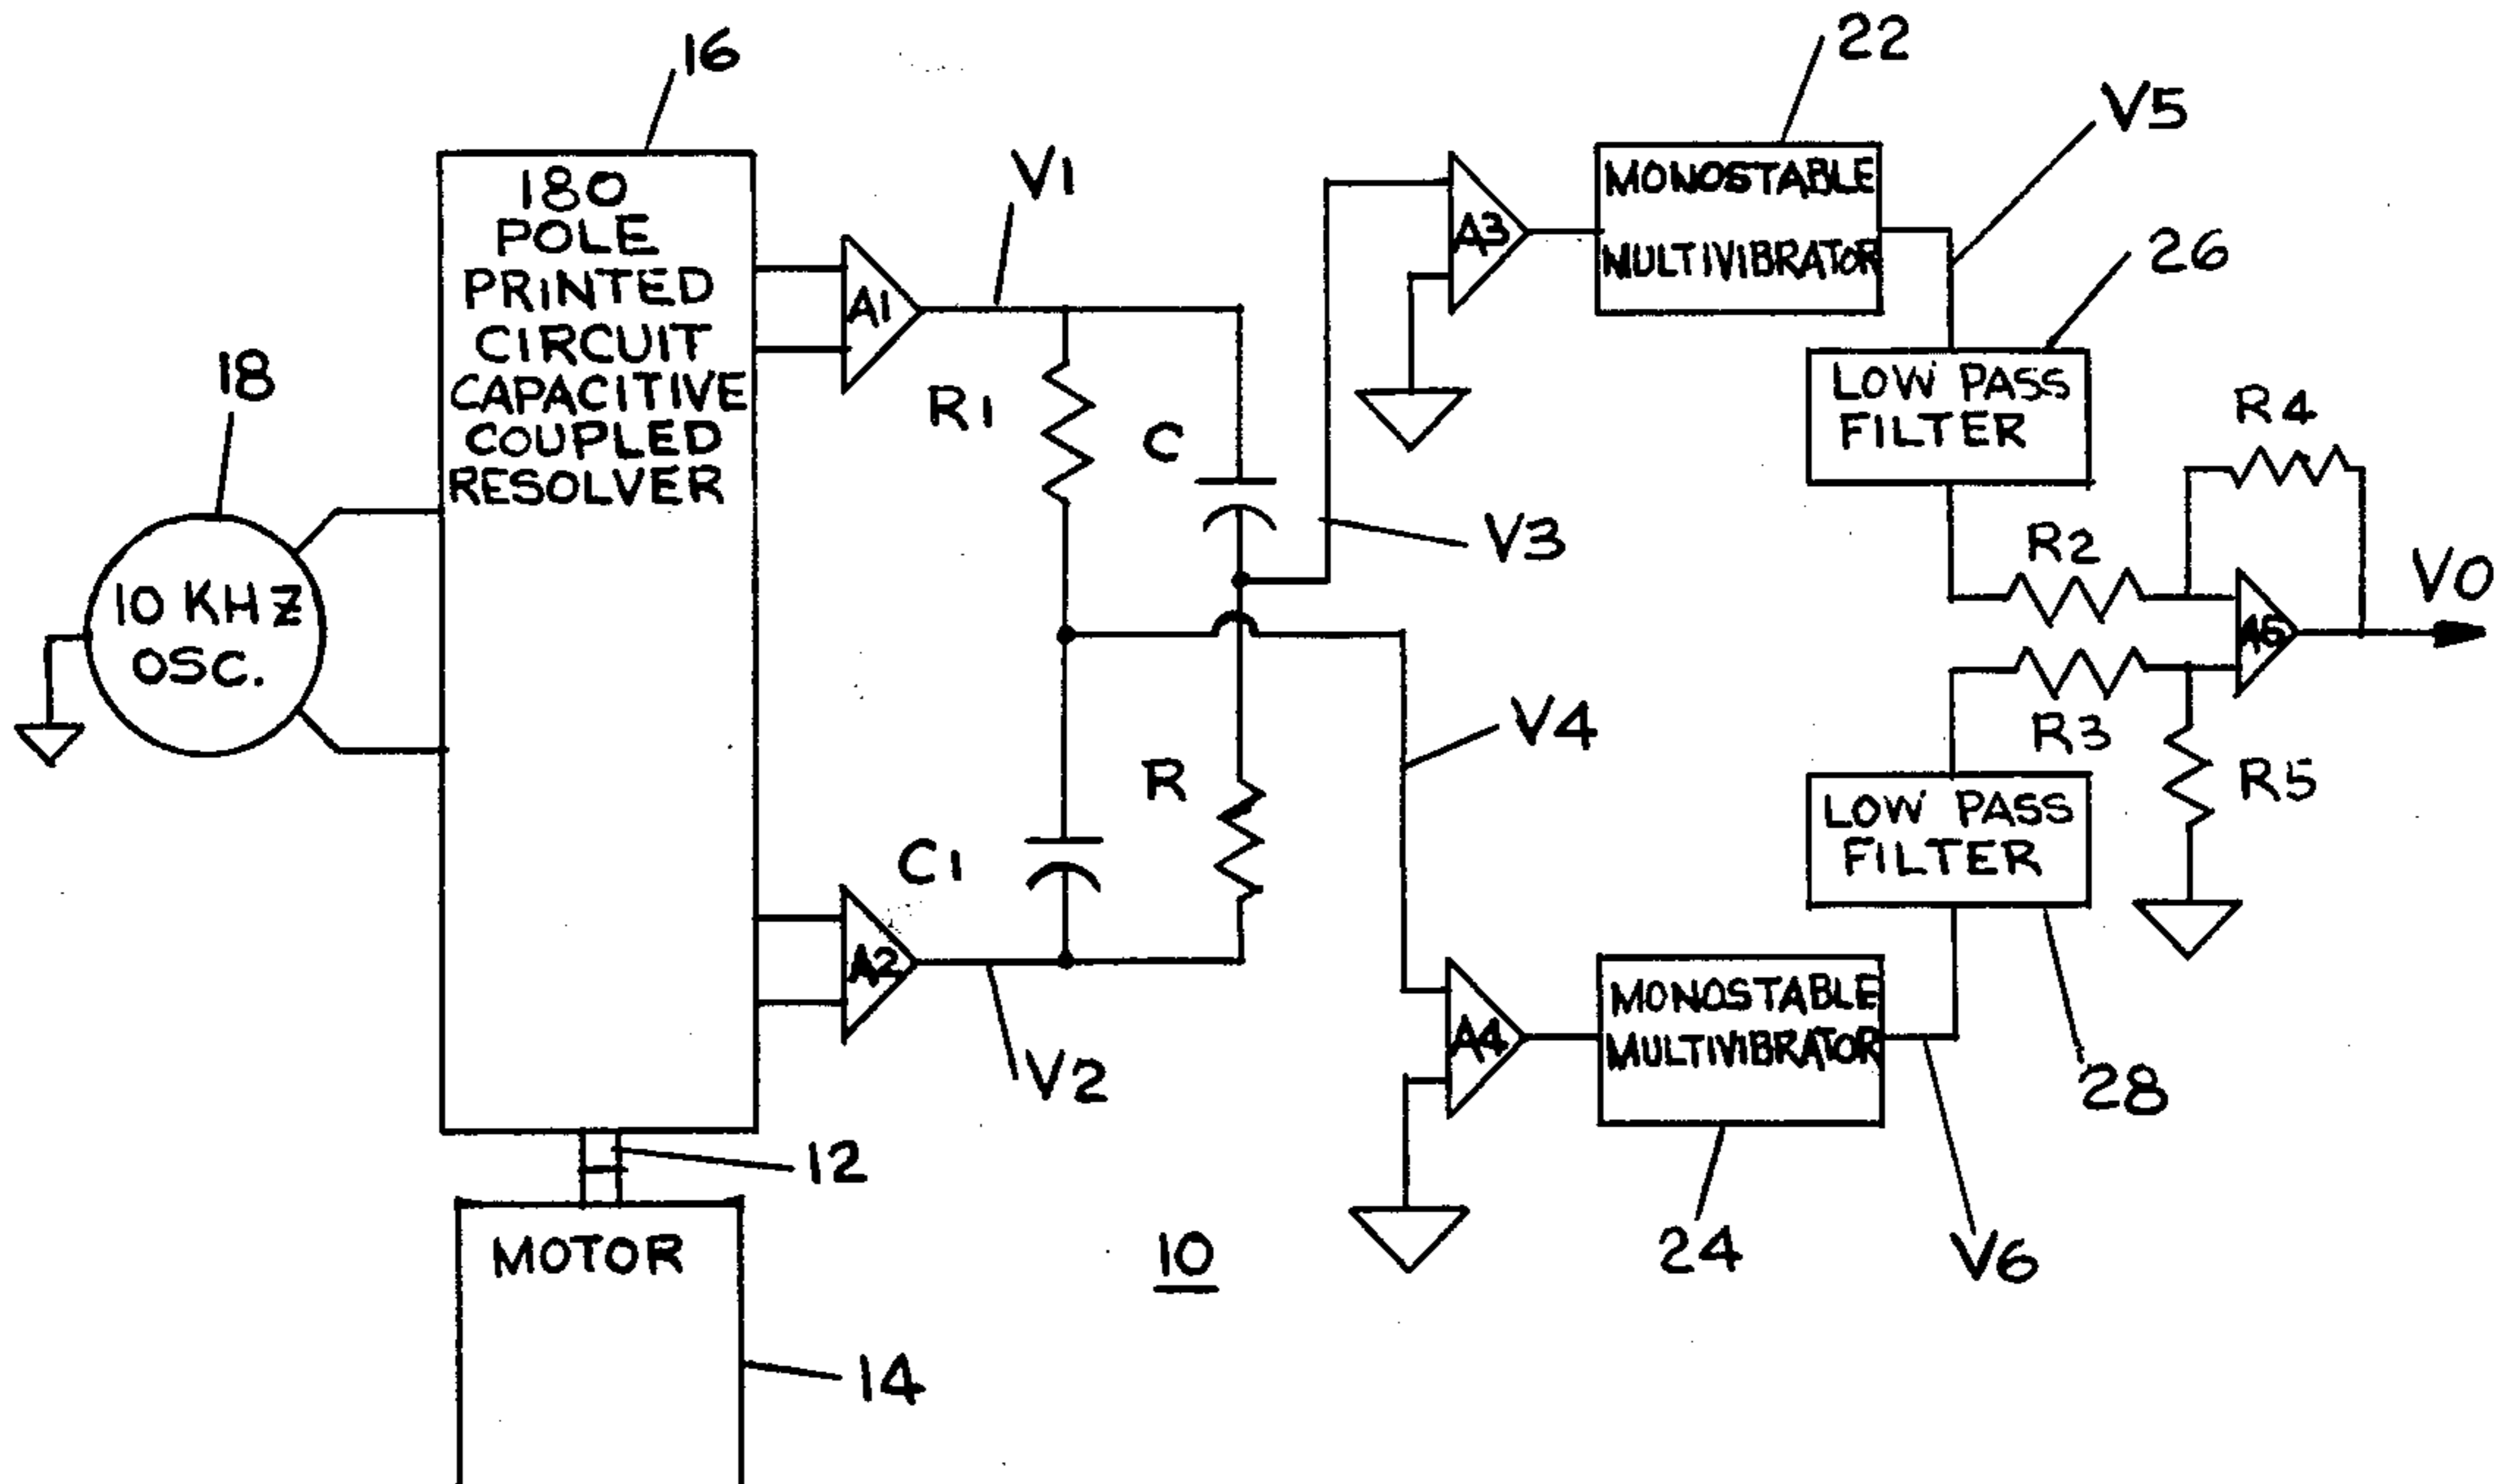 16
22
V5
180
POLE
PRINTED
CIRCUIT
CAPACITIVE
COUPLED
RESOLVER
V1
A1
A3
MONOSTABLE
MULTIVIBRATOR
26
18
R1
C
LOW PASS
FILTER
R4
V3
R2
VO
10 KHZ
OSC.
V4
R3
R
R5
C1
LOW PASS
FILTER
A2
V2
A4
MONOSTABLE
MULTIVIBRATOR
28
12
24
V6
10
MOTOR
14